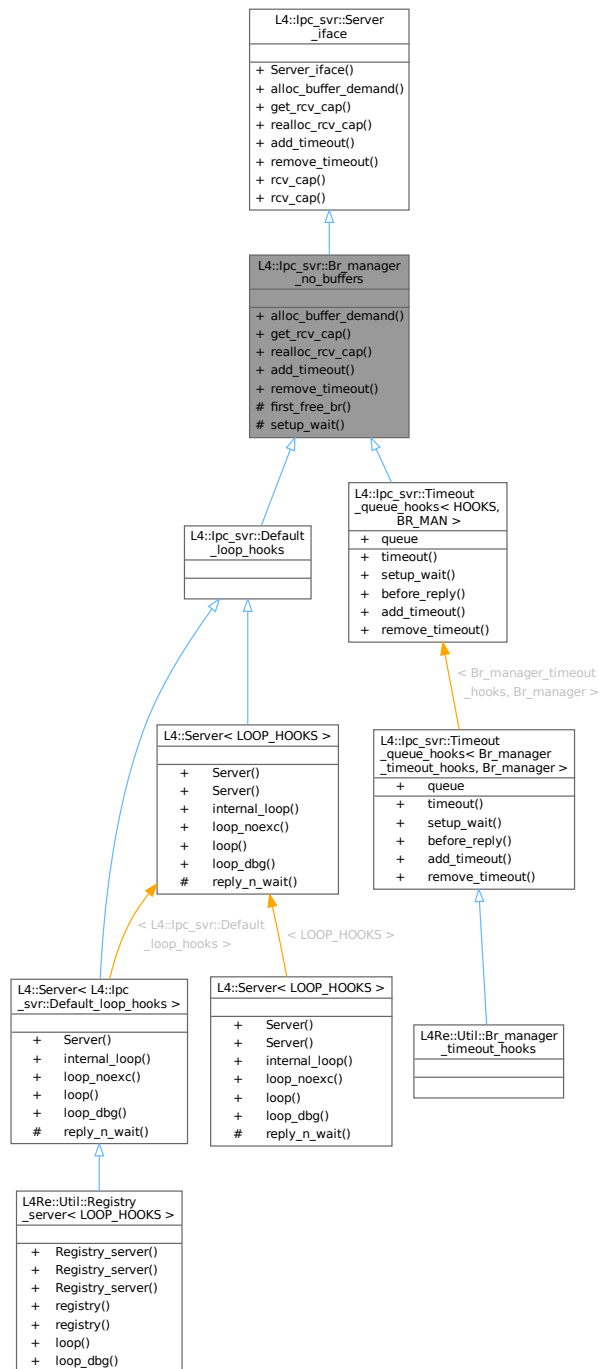 L4::Ipc_svr::Server
_iface
+ Server_iface()
+ alloc_buffer_demand()
+ get_rcv_cap()
+ realloc_rcv_cap()
+ add_timeout()
+ remove_timeout()
+ rcv_cap()
+ rcv_cap()
L4::Ipc_svr::Br_manager
_no_buffers
+ alloc_buffer_demand()
+ get_rcv_cap()
+ realloc_rcv_cap()
+ add_timeout()
+ remove_timeout()
# first_free_br()
# setup_wait()
L4::Ipc_svr::Default
_loop_hooks
L4::Ipc_svr::Timeout
_queue_hooks< HOOKS,
BR_MAN >
+ queue
+ timeout()
+ setup_wait()
+ before_reply()
+ add_timeout()
+ remove_timeout()
< Br_manager_timeout
_hooks, Br_manager >
L4::Server< LOOP_HOOKS >
+ Server()
+ Server()
+ internal_loop()
+ loop_noexc()
+ loop()
+ loop_dbg()
# reply_n_wait()
L4::Ipc_svr::Timeout
_queue_hooks< Br_manager
_timeout_hooks, Br_manager >
+ queue
+ timeout()
+ setup_wait()
+ before_reply()
+ add_timeout()
+ remove_timeout()
< L4::Ipc_svr::Default
_loop_hooks >
< LOOP_HOOKS >
L4::Server< L4::Ipc
_svr::Default_loop_hooks >
+ Server()
+ internal_loop()
+ loop_noexc()
+ loop()
+ loop_dbg()
# reply_n_wait()
L4::Server< LOOP_HOOKS >
+ Server()
+ Server()
+ internal_loop()
+ loop_noexc()
+ loop()
+ loop_dbg()
# reply_n_wait()
L4Re::Util::Br_manager
_timeout_hooks
L4Re::Util::Registry
_server< LOOP_HOOKS >
+ Registry_server()
+ Registry_server()
+ Registry_server()
+ registry()
+ registry()
+ loop()
+ loop_dbg()